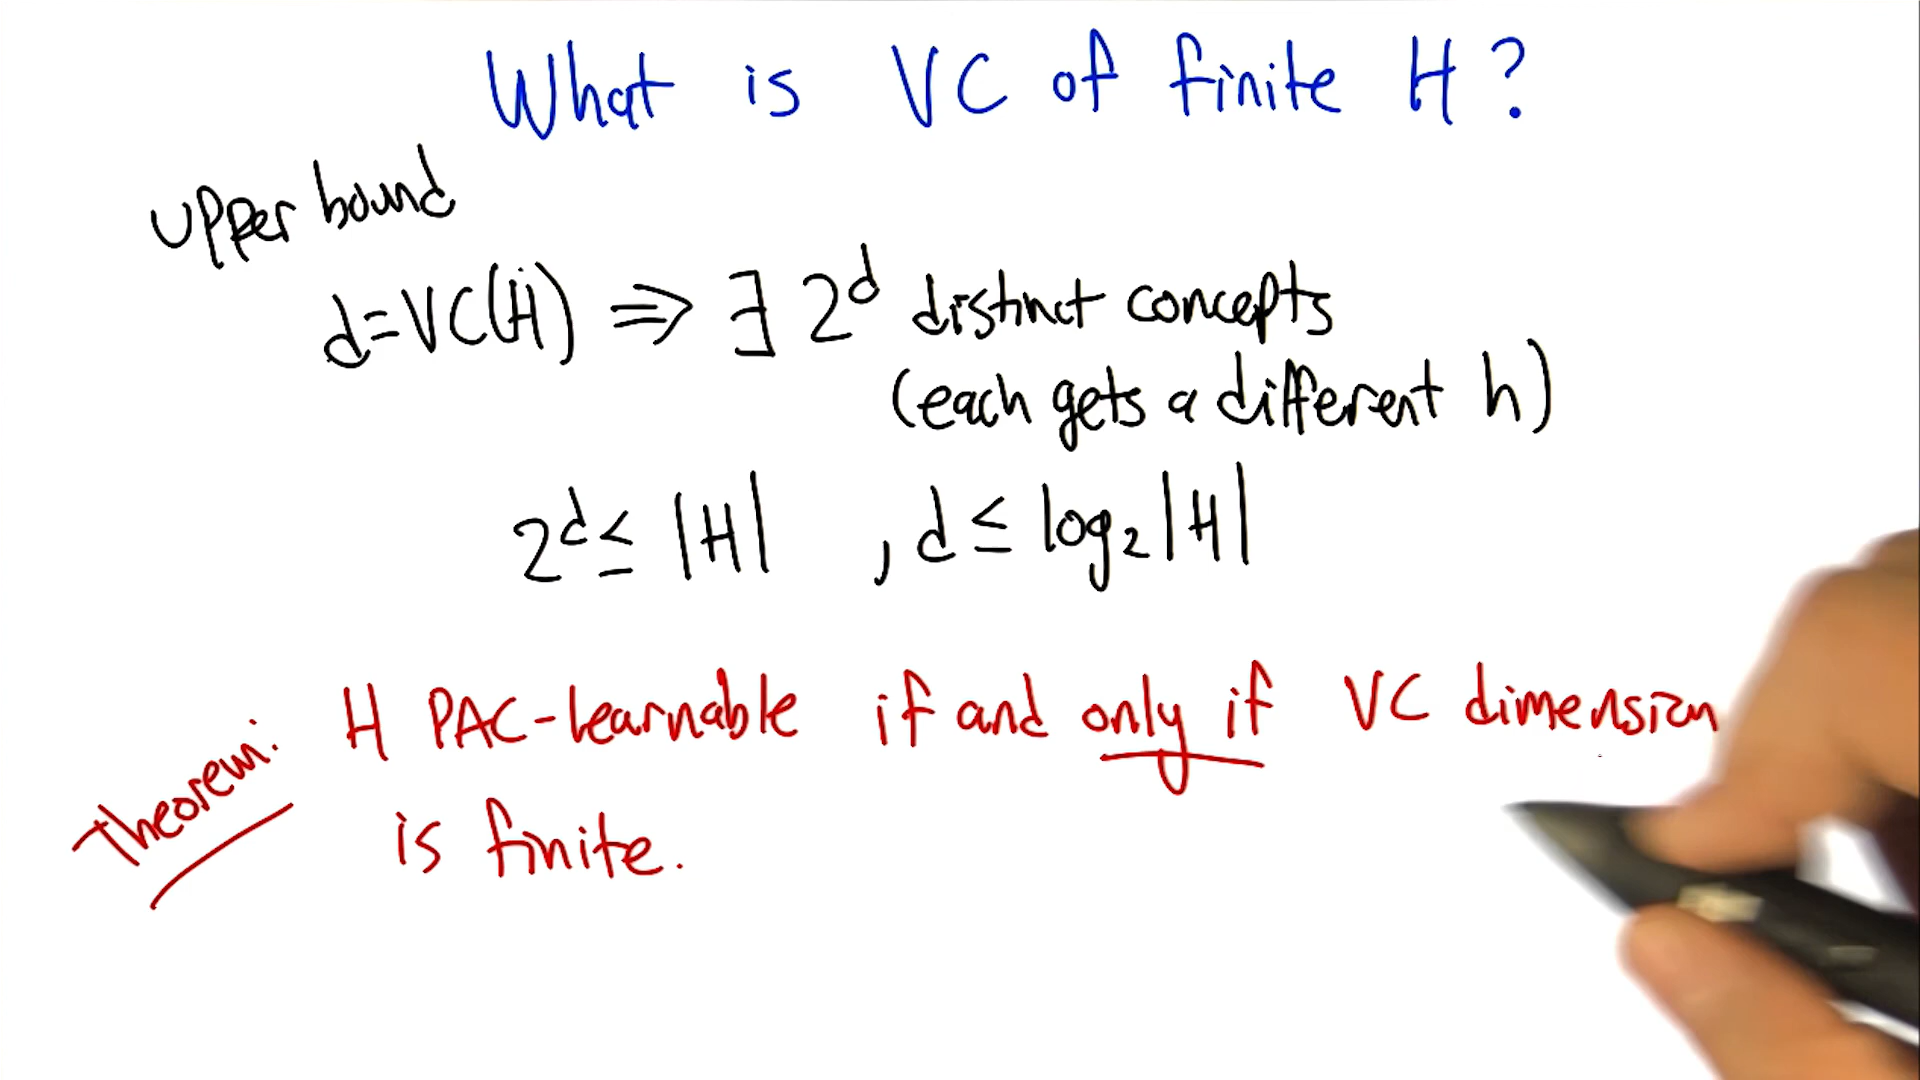 What is VC of finite H?
upper bound
d=VC(H) ⇒ ∃ 2^d distinct concepts
(each gets a different h)
2^d ≤ |H| , d ≤ log₂|H|
Theorem: H PAC-learnable if and only if VC dimension
is finite.